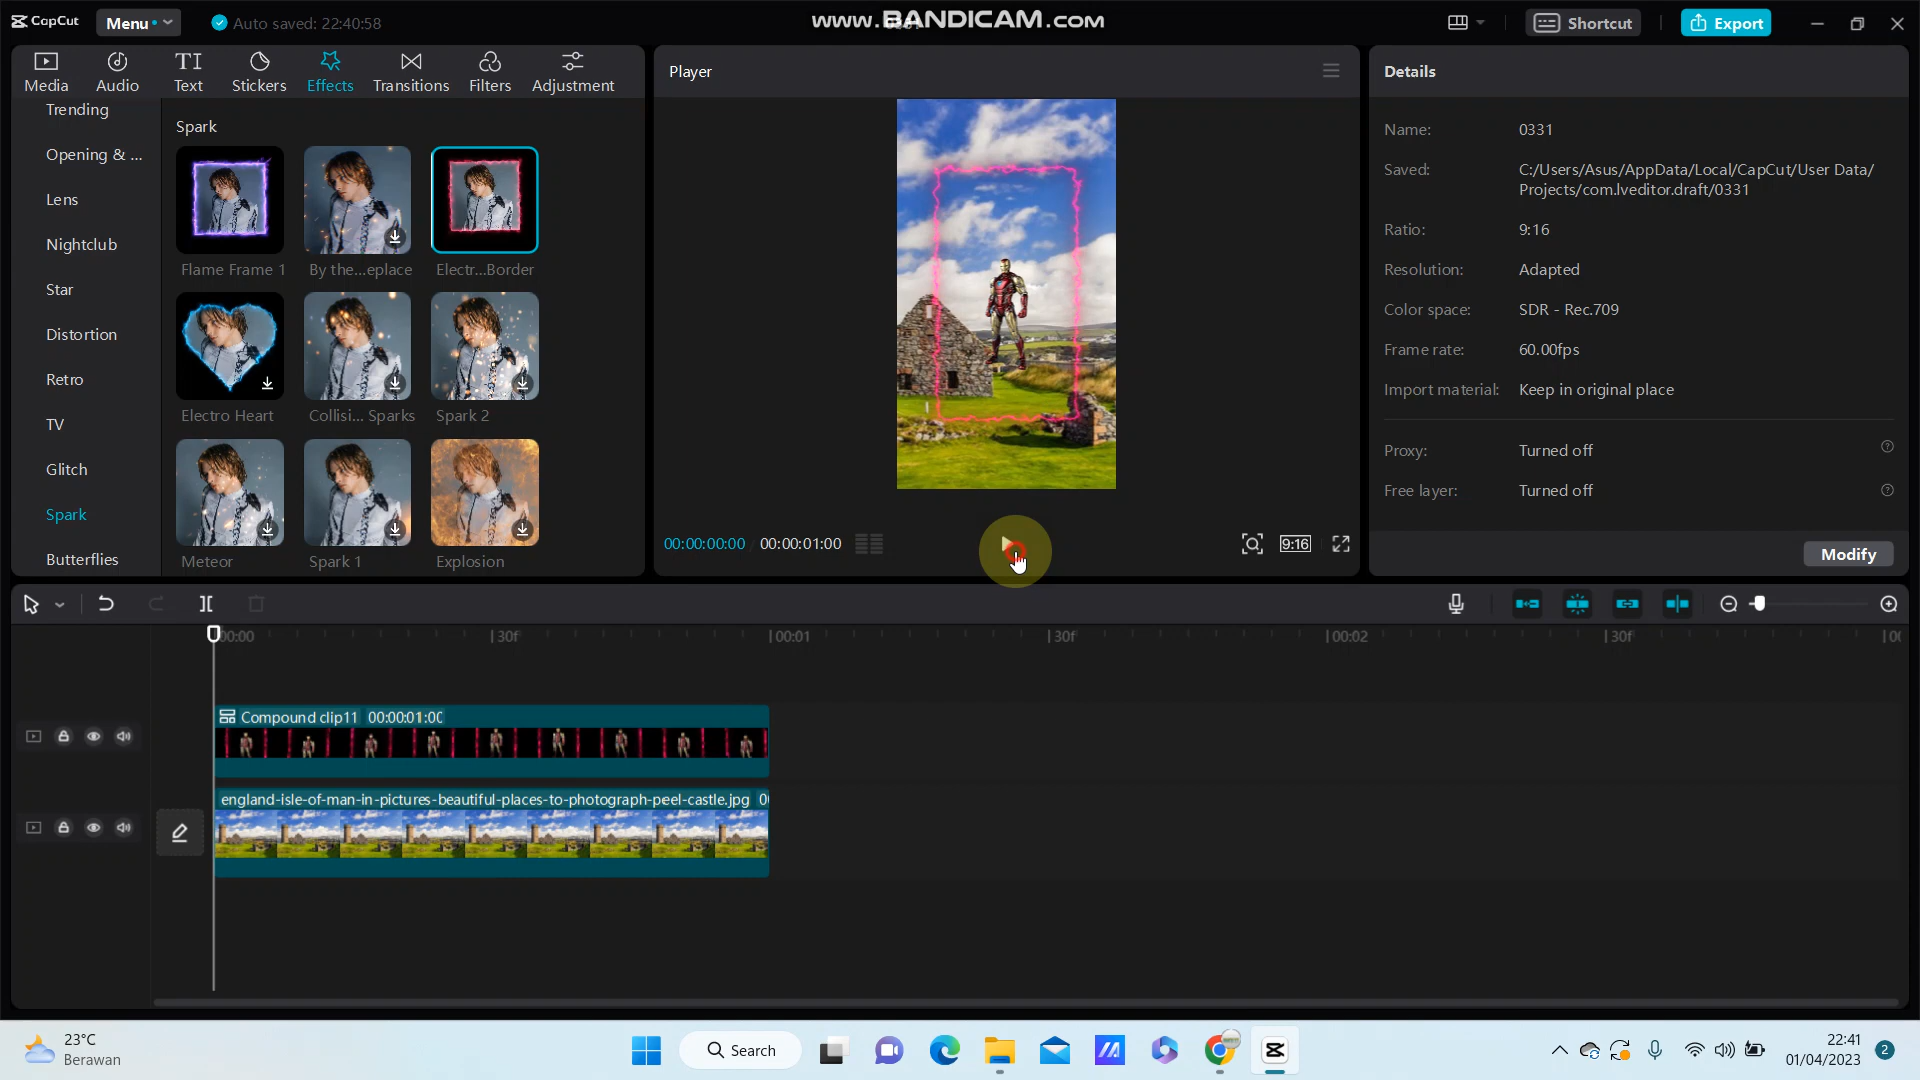 CapCut
Menu
Auto saved: 22:40:58
www.BANDICAM.com
Shortcut
Export
Media
Audio
Text
Stickers
Effects
Transitions
Filters
Adjustment
Trending
Opening & ...
Lens
Nightclub
Star
Distortion
Retro
TV
Glitch
Spark
Butterflies
Spark
Flame Frame 1
By the...eplace
Electr...Border
Electro Heart
Collisi... Sparks
Spark 2
Meteor
Spark 1
Explosion
Player
00:00:00:00
00:00:01:00
9:16
Details
Name: 0331
Saved: C:/Users/Asus/AppData/Local/CapCut/User Data/
Projects/com.lveditor.draft/0331
Ratio: 9:16
Resolution: Adapted
Color space: SDR - Rec.709
Frame rate: 60.00fps
Import material: Keep in original place
Proxy: Turned off
Free layer: Turned off
Modify
00:00
30f
00:01
30f
00:02
30f
Compound clip11 00:00:01:00
england-isle-of-man-in-pictures-beautiful-places-to-photograph-peel-castle.jpg
23°C
Berawan
Search
22:41
01/04/2023
2